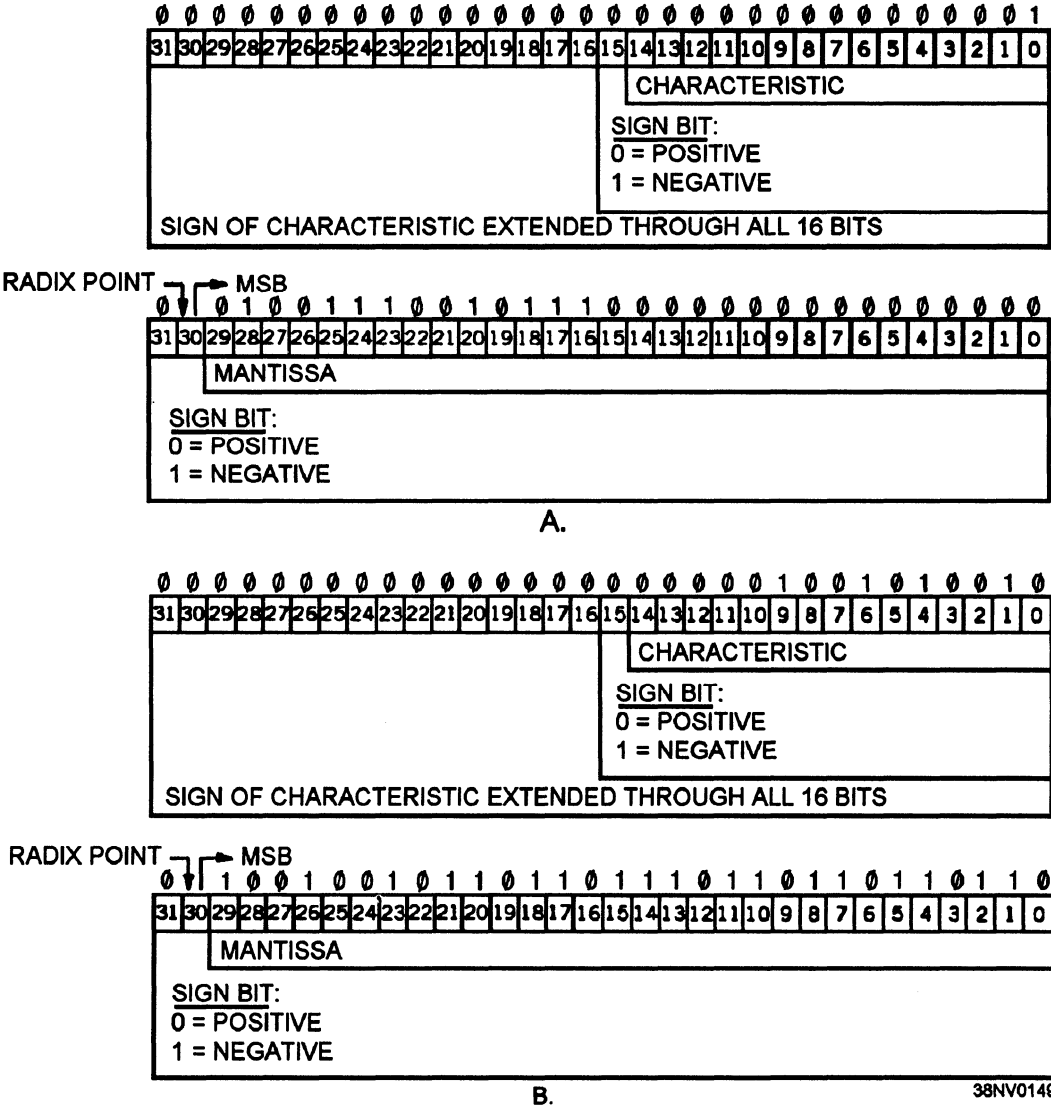 0 0 0 0 0 0 0 0 0 0 0 0 0 0 0 0 0 0 0 0 0 0 0 0 0 0 0 0 0 0 0 1
31 30 29 28 27 26 25 24 23 22 21 20 19 18 17 16 15 14 13 12 11 10 9 8 7 6 5 4 3 2 1 0
CHARACTERISTIC
SIGN BIT:
0 = POSITIVE
1 = NEGATIVE
SIGN OF CHARACTERISTIC EXTENDED THROUGH ALL 16 BITS
RADIX POINT MSB
0 0 1 0 0 1 1 1 0 0 1 0 1 1 1 0 0 0 0 0 0 0 0 0 0 0 0 0 0 0 0
31 30 29 28 27 26 25 24 23 22 21 20 19 18 17 16 15 14 13 12 11 10 9 8 7 6 5 4 3 2 1 0
MANTISSA
SIGN BIT:
0 = POSITIVE
1 = NEGATIVE
A.
0 0 0 0 0 0 0 0 0 0 0 0 0 0 0 0 0 0 0 0 0 0 1 0 0 1 0 1 0 0 1 0
31 30 29 28 27 26 25 24 23 22 21 20 19 18 17 16 15 14 13 12 11 10 9 8 7 6 5 4 3 2 1 0
CHARACTERISTIC
SIGN BIT:
0 = POSITIVE
1 = NEGATIVE
SIGN OF CHARACTERISTIC EXTENDED THROUGH ALL 16 BITS
RADIX POINT MSB
0 1 0 0 1 0 0 1 0 1 1 0 1 1 0 1 1 1 0 1 1 0 1 1 0 1 1 0 1 1 0
31 30 29 28 27 26 25 24 23 22 21 20 19 18 17 16 15 14 13 12 11 10 9 8 7 6 5 4 3 2 1 0
MANTISSA
SIGN BIT:
0 = POSITIVE
1 = NEGATIVE
B.
38NV0149